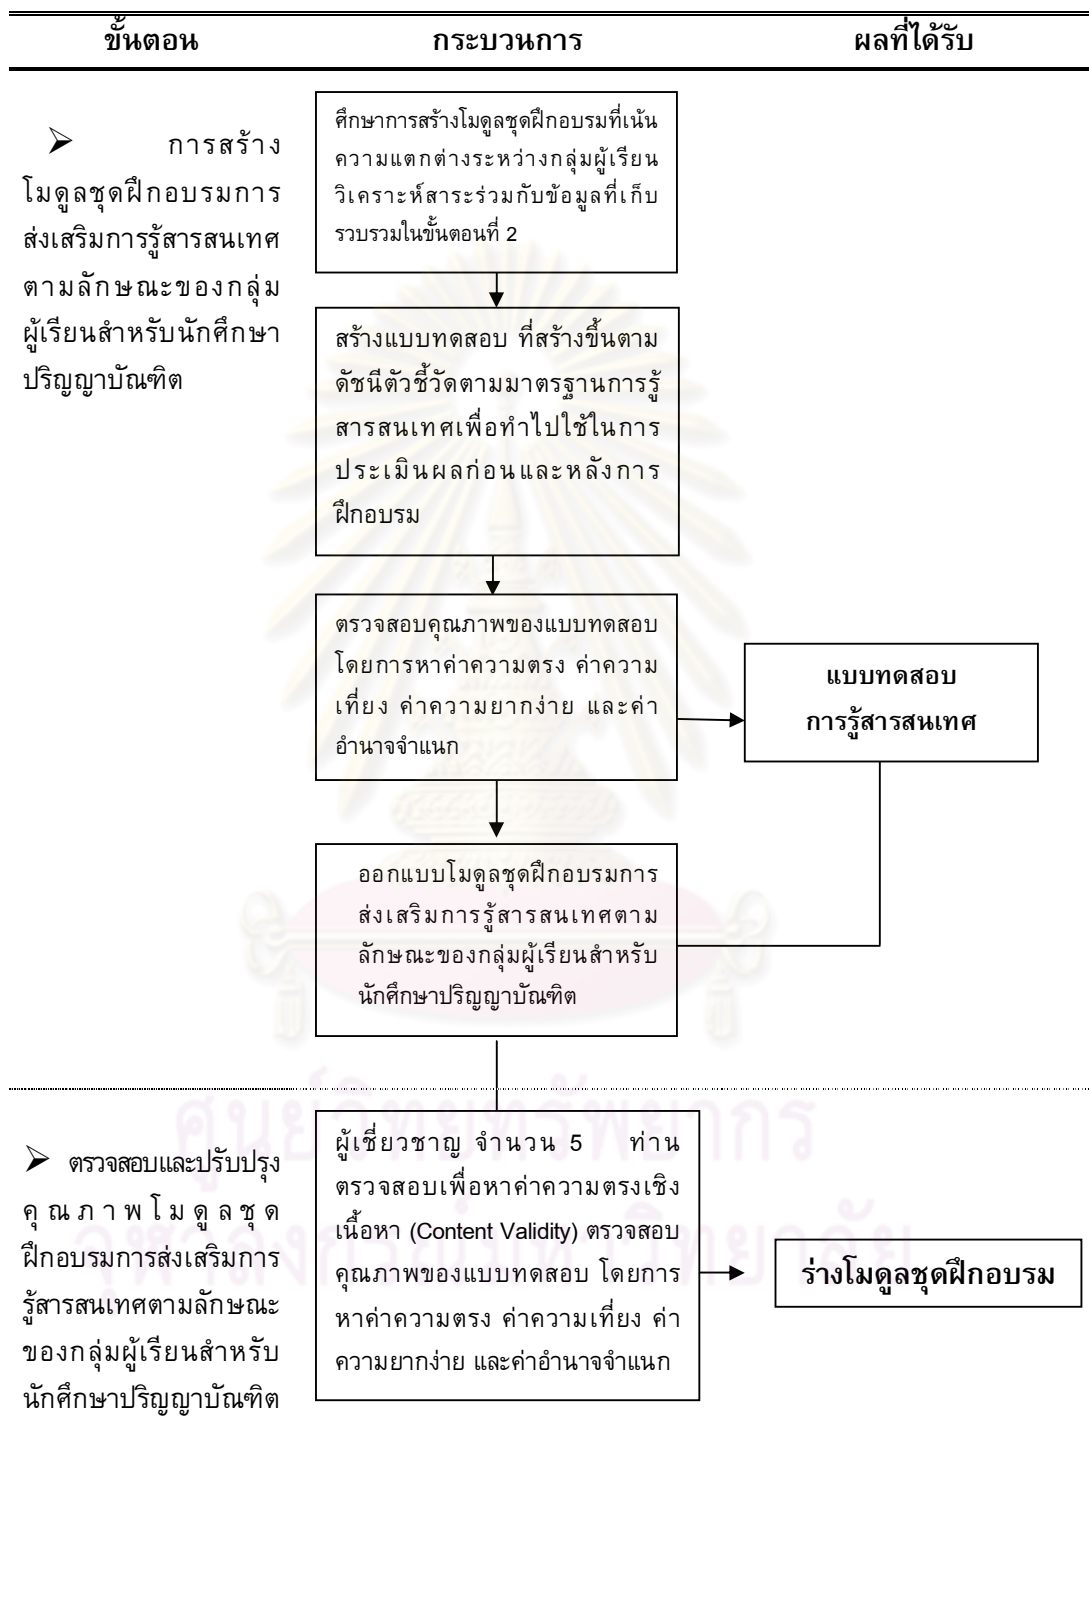 ขั้นตอน กระบวนการ ผลที่ได้รับ
➢ การสร้าง
โมดูลชุดฝึกอบรมการ
ส่งเสริมการรู้สารสนเทศ
ตามลักษณะของกลุ่ม
ผู้เรียนสำหรับนักศึกษา
ปริญญาบัณฑิต
ศึกษาการสร้างโมดูลชุดฝึกอบรมที่เน้น
ความแตกต่างระหว่างกลุ่มผู้เรียน
วิเคราะห์สาระร่วมกับข้อมูลที่เก็บ
รวบรวมในขั้นตอนที่ 2
สร้างแบบทดสอบ ที่สร้างขึ้นตาม
ดัชนีตัวชี้วัดตามมาตรฐานการรู้
สารสนเทศเพื่อทำไปใช้ในการ
ประเมินผลก่อนและหลังการ
ฝึกอบรม
ตรวจสอบคุณภาพของแบบทดสอบ
โดยการหาค่าความตรง ค่าความ
เที่ยง ค่าความยากง่าย และค่า
อำนาจจำแนก
แบบทดสอบ
การรู้สารสนเทศ
ออกแบบโมดูลชุดฝึกอบรมการ
ส่งเสริมการรู้สารสนเทศตาม
ลักษณะของกลุ่มผู้เรียนสำหรับ
นักศึกษาปริญญาบัณฑิต
➢ ตรวจสอบและปรับปรุง
คุณภาพโมดูลชุด
ฝึกอบรมการส่งเสริมการ
รู้สารสนเทศตามลักษณะ
ของกลุ่มผู้เรียนสำหรับ
นักศึกษาปริญญาบัณฑิต
ผู้เชี่ยวชาญ จำนวน 5 ท่าน
ตรวจสอบเพื่อหาค่าความตรงเชิง
เนื้อหา (Content Validity) ตรวจสอบ
คุณภาพของแบบทดสอบ โดยการ
หาค่าความตรง ค่าความเที่ยง ค่า
ความยากง่าย และค่าอำนาจจำแนก
ร่างโมดูลชุดฝึกอบรม
ศูนย์วิทยทรัพยากร
จุฬาลงกรณ์มหาวิทยาลัย